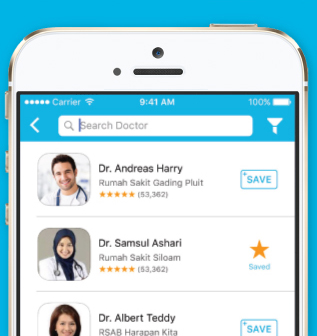 Carrier 9:41 AM 100%
Search Doctor
Dr. Andreas Harry
Rumah Sakit Gading Pluit
(53,362)
+SAVE
Dr. Samsul Ashari
Rumah Sakit Siloam
(53,362)
Saved
Dr. Albert Teddy
RSAB Harapan Kita
+SAVE